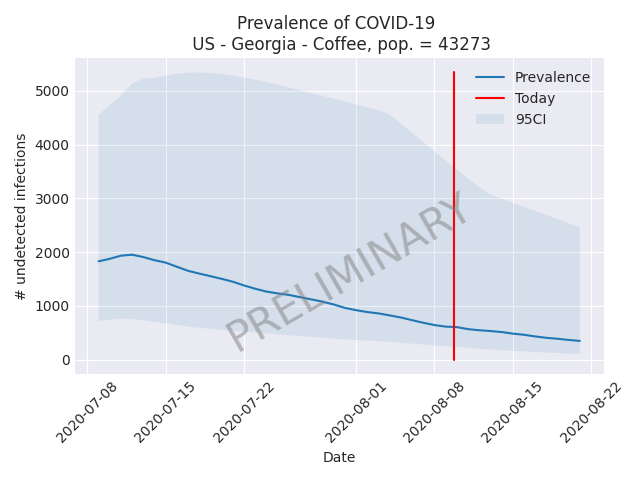 Prevalence of COVID-19
US - Georgia - Coffee, pop. = 43273
Prevalence
Today
95CI
# undetected infections
5000
4000
3000
2000
1000
0
PRELIMINARY
2020-07-08
2020-07-15
2020-07-22
2020-08-01
2020-08-08
2020-08-15
2020-08-22
Date